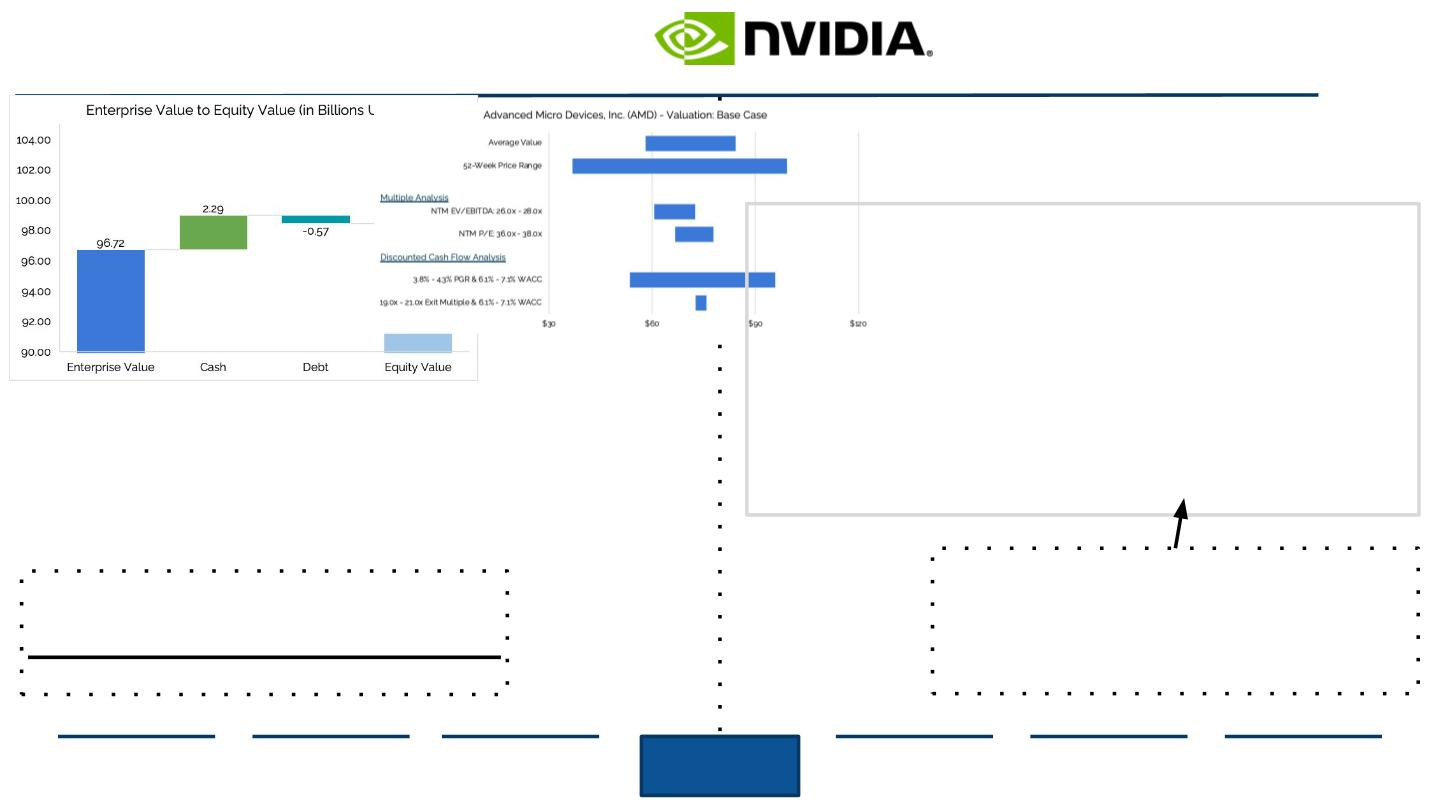 NVIDIA®
Enterprise Value to Equity Value (in Billions U
104.00
102.00
100.00
98.00
96.00
94.00
92.00
90.00
96.72
2.29
-0.57
Enterprise Value
Cash
Debt
Equity Value
Advanced Micro Devices, Inc. (AMD) - Valuation: Base Case
Average Value
52-Week Price Range
Multiple Analysis
NTM EV/EBITDA: 26.0x - 28.0x
NTM P/E: 36.0x - 38.0x
Discounted Cash Flow Analysis
3.8% - 4.3% PGR & 6.1% - 7.1% WACC
19.0x - 21.0x Exit Multiple & 6.1% - 7.1% WACC
$30
$60
$90
$120